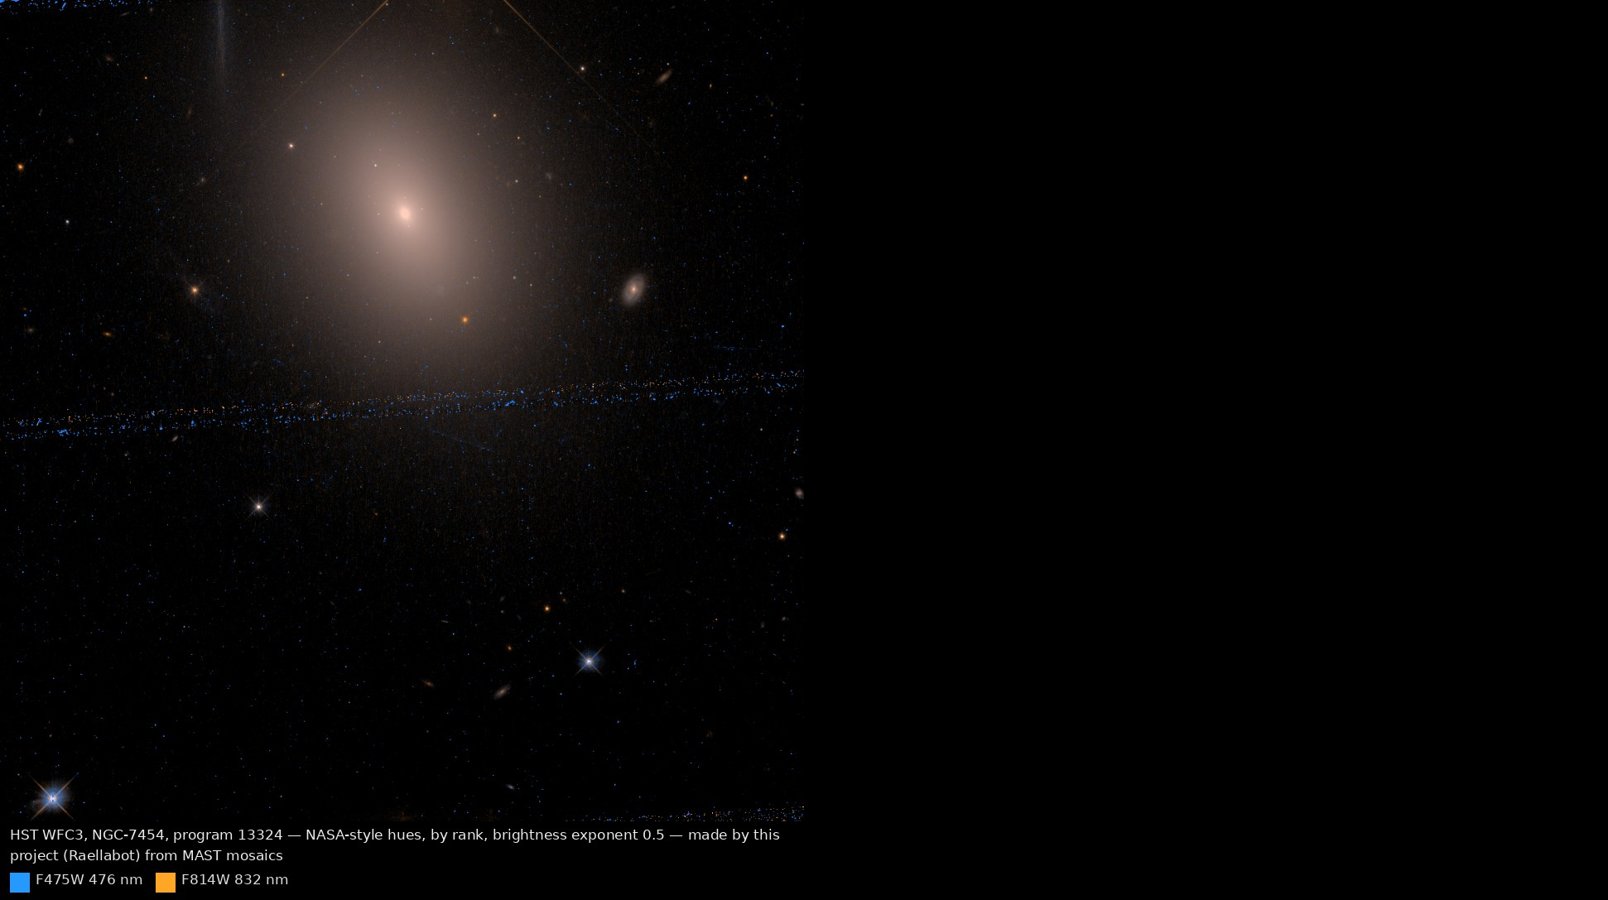 HST WFC3, NGC-7454, program 13324 — NASA-style hues, by rank, brightness exponent 0.5 — made by this
project (Raellabot) from MAST mosaics
F475W 476 nm F814W 832 nm